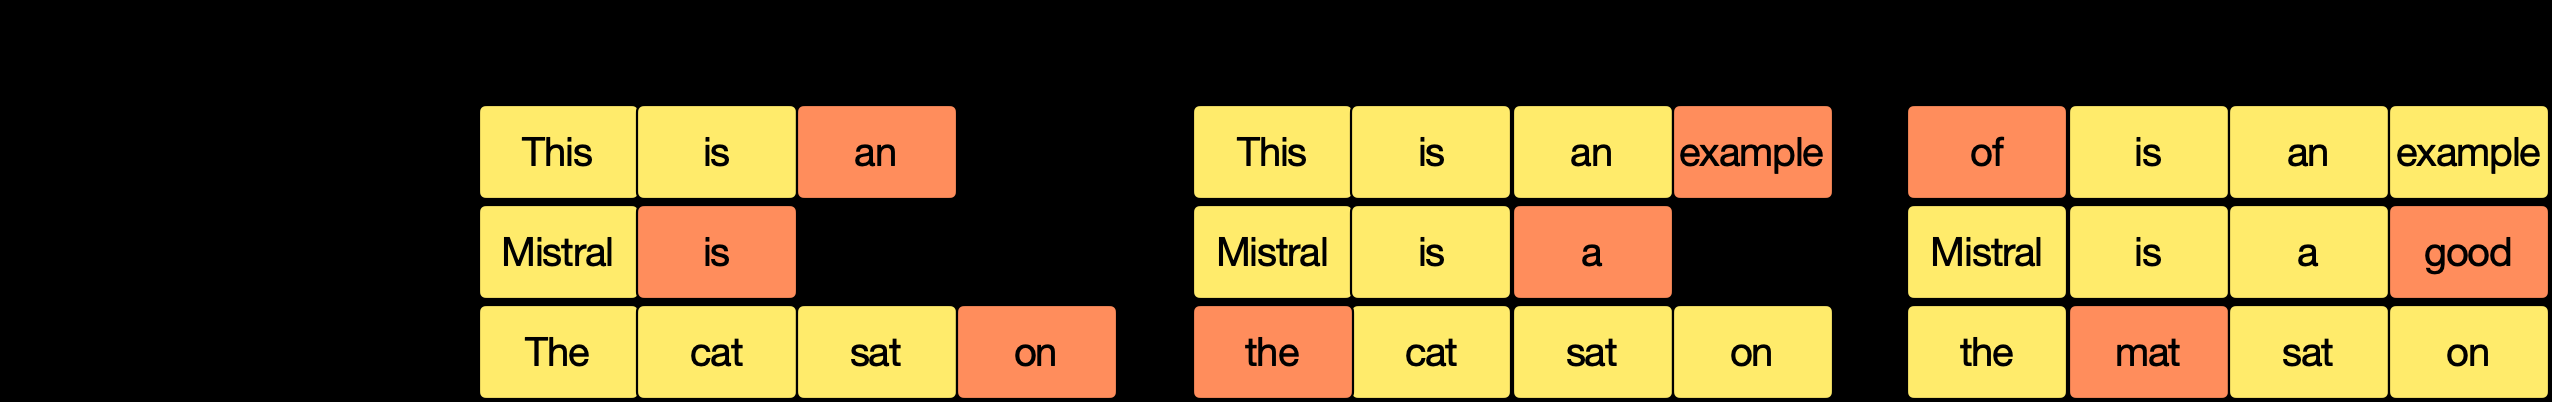 This is an This is an example of is an example
Mistral is Mistral is a Mistral is a good
The cat sat on the cat sat on the mat sat on